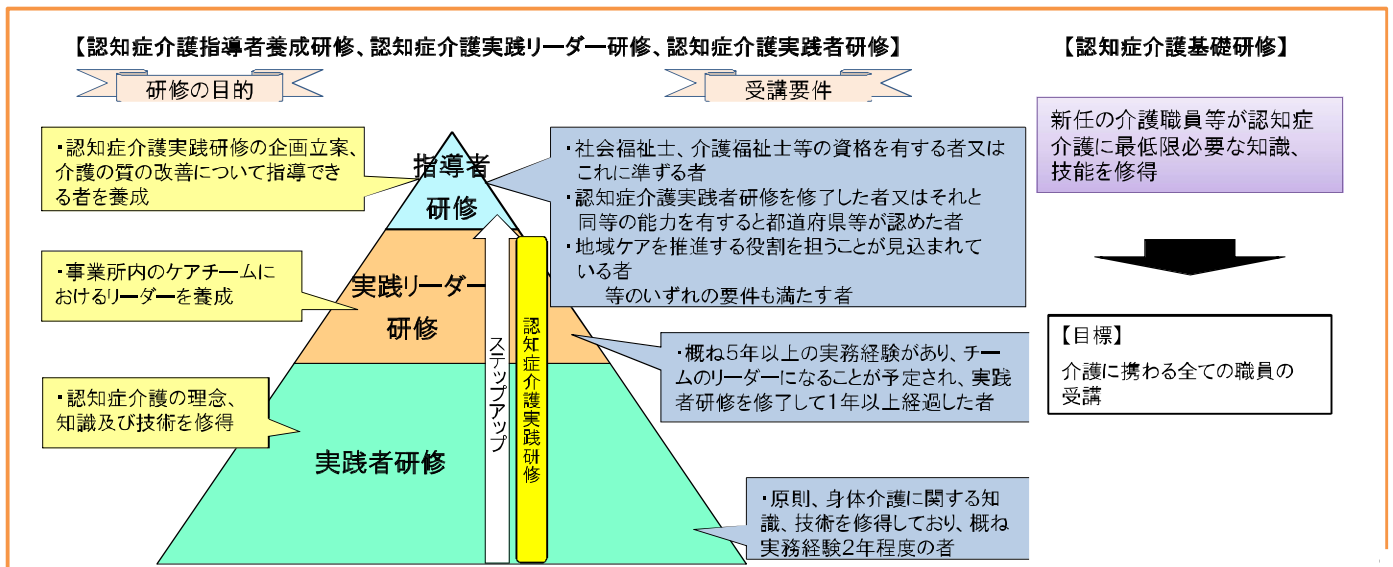 【認知症介護指導者養成研修、認知症介護実践リーダー研修、認知症介護実践者研修】
研修の目的
受講要件
・認知症介護実践研修の企画立案、
介護の質の改善について指導でき
る者を養成
・事業所内のケアチームに
おけるリーダーを養成
・認知症介護の理念、
知識及び技術を修得
指導者
研修
実践リーダー
研修
実践者研修
ステップアップ
認知症介護実践研修
・社会福祉士、介護福祉士等の資格を有する者又は
これに準ずる者
・認知症介護実践者研修を修了した者又はそれと
同等の能力を有すると都道府県等が認めた者
・地域ケアを推進する役割を担うことが見込まれて
いる者
等のいずれの要件も満たす者
・概ね5年以上の実務経験があり、チー
ムのリーダーになることが予定され、実践
者研修を修了して1年以上経過した者
・原則、身体介護に関する知
識、技術を修得しており、概ね
実務経験2年程度の者
【認知症介護基礎研修】
新任の介護職員等が認知症
介護に最低限必要な知識、
技能を修得
【目標】
介護に携わる全ての職員の
受講